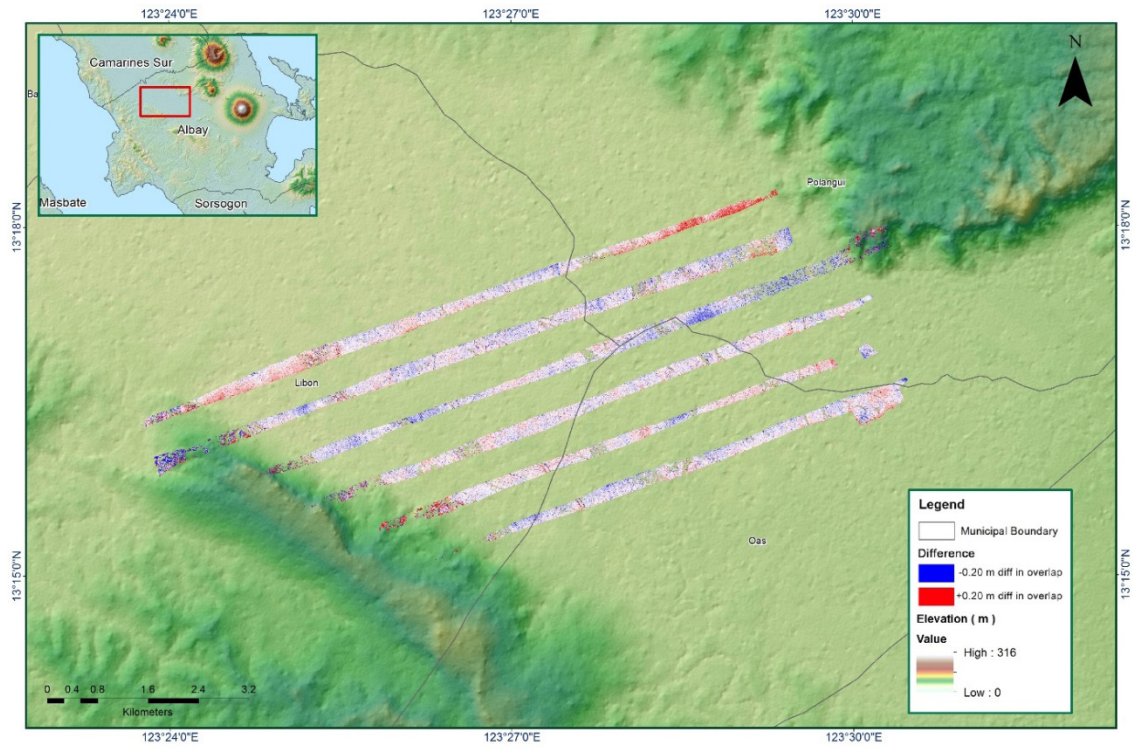 123°24'0"E 123°27'0"E 123°30'0"E
Camarines Sur
Albay
Masbate
Sorsogon
Ba
N
13°18'0"N
13°18'0"N
Polangui
Libon
Oas
13°15'0"N
13°15'0"N
Legend
Municipal Boundary
Difference
-0.20 m diff in overlap
+0.20 m diff in overlap
Elevation ( m )
Value
High : 316
Low : 0
0 0.4 0.8 1.6 2.4 3.2
Kilometers
123°24'0"E 123°27'0"E 123°30'0"E